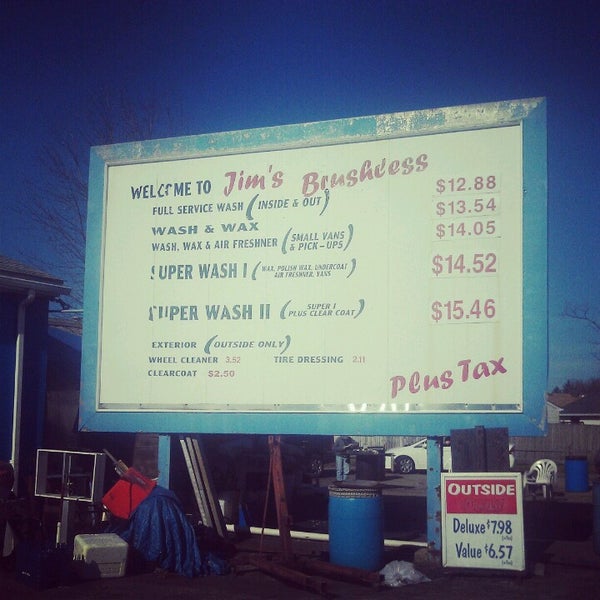 WELCOME TO Jim's Brushless
FULL SERVICE WASH (INSIDE & OUT) $12.88
WASH & WAX $13.54
WASH, WAX & AIR FRESHNER (SMALL VANS & PICK-UPS) $14.05
SUPER WASH I (WAX, POLISH WAX, UNDERCOAT AIR FRESHNER, VANS) $14.52
SUPER WASH II (SUPER I PLUS CLEAR COAT) $15.46
EXTERIOR (OUTSIDE ONLY)
WHEEL CLEANER 3.52 TIRE DRESSING 2.11
CLEARCOAT $2.50
Plus Tax
OUTSIDE
Deluxe $7.98
Value $6.57